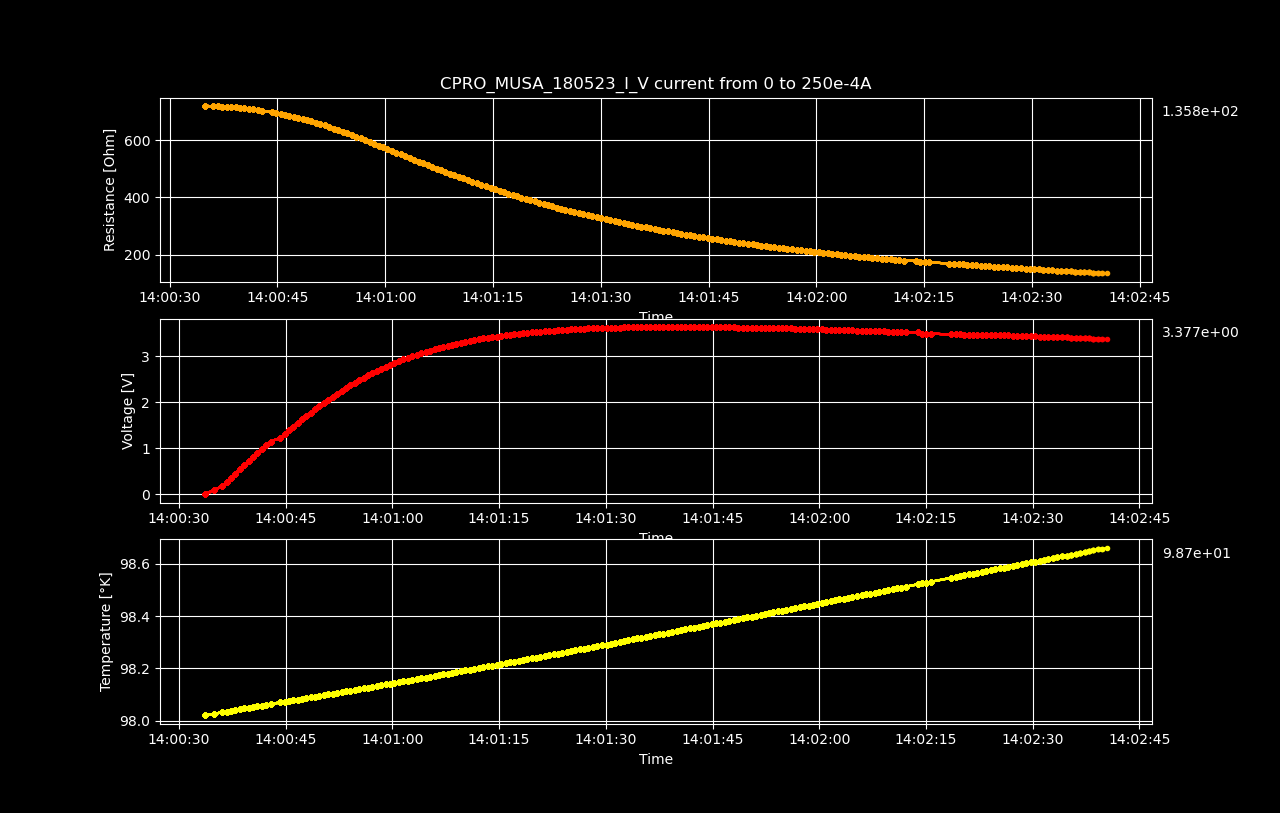 CPRO_MUSA_180523_I_V current from 0 to 250e-4A
1.358e+02
Resistance [Ohm]
600
400
200
14:00:30 14:00:45 14:01:00 14:01:15 14:01:30 14:01:45 14:02:00 14:02:15 14:02:30 14:02:45
Time
3.377e+00
Voltage [V]
3
2
1
0
14:00:30 14:00:45 14:01:00 14:01:15 14:01:30 14:01:45 14:02:00 14:02:15 14:02:30 14:02:45
Time
9.87e+01
Temperature [°K]
98.6
98.4
98.2
98.0
14:00:30 14:00:45 14:01:00 14:01:15 14:01:30 14:01:45 14:02:00 14:02:15 14:02:30 14:02:45
Time